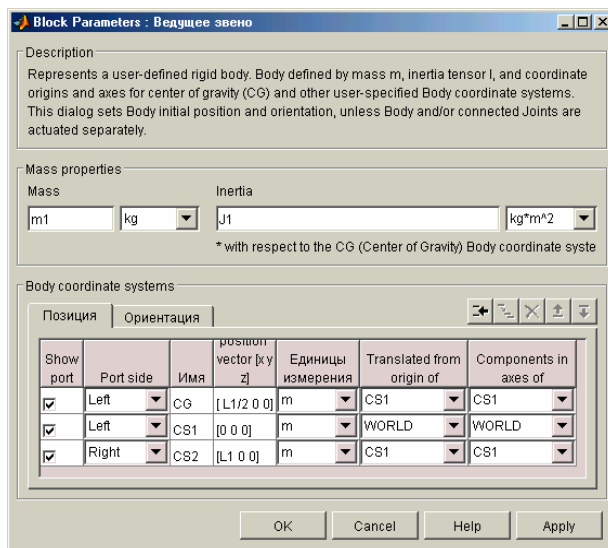 Block Parameters : Ведущее звено
Description
Represents a user-defined rigid body. Body defined by mass m, inertia tensor I, and coordinate
origins and axes for center of gravity (CG) and other user-specified Body coordinate systems.
This dialog sets Body initial position and orientation, unless Body and/or connected Joints are
actuated separately.
Mass properties
Mass Inertia
m1 kg J1 kg*m^2
* with respect to the CG (Center of Gravity) Body coordinate syste
Body coordinate systems
Позиция Ориентация
Show port Port side Имя position vector [x y z] Единицы измерения Translated from origin of Components in axes of
Left CG [ L1/2 0 0] m CS1 CS1
Left CS1 [0 0 0] m WORLD WORLD
Right CS2 [L1 0 0] m CS1 CS1
OK Cancel Help Apply